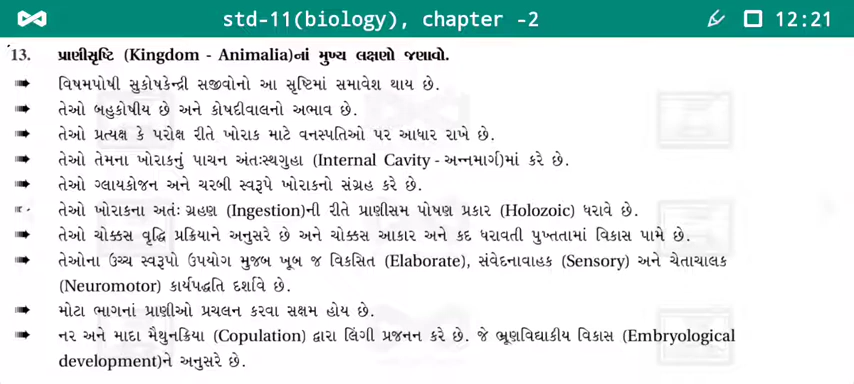 std-11(biology), chapter -2
12:21
13. પ્રાણીસૃષ્ટિ (Kingdom - Animalia)નાં મુખ્ય લક્ષણો જણાવો.
➠ વિષમપોષી સુકોષકેન્દ્રી સજીવોનો આ સૃષ્ટિમાં સમાવેશ થાય છે.
➠ તેઓ બહુકોષીય છે અને કોષદીવાલનો અભાવ છે.
➠ તેઓ પ્રત્યક્ષ કે પરોક્ષ રીતે ખોરાક માટે વનસ્પતિઓ પર આધાર રાખે છે.
➠ તેઓ તેમના ખોરાકનું પાચન અંતઃસ્થગુહા (Internal Cavity - અન્નમાર્ગ)માં કરે છે.
➠ તેઓ ગ્લાયકોજન અને ચરબી સ્વરૂપે ખોરાકનો સંગ્રહ કરે છે.
➠ તેઓ ખોરાકના અતઃ ગ્રહણ (Ingestion)ની રીતે પ્રાણીસમ પોષણ પ્રકાર (Holozoic) ધરાવે છે.
➠ તેઓ ચોક્કસ વૃદ્ધિ પ્રક્રિયાને અનુસરે છે અને ચોક્કસ આકાર અને કદ ધરાવતી પુખ્તતામાં વિકાસ પામે છે.
➠ તેઓના ઉચ્ચ સ્વરૂપો ઉપયોગ મુજબ ખૂબ જ વિકસિત (Elaborate), સંવેદનાવાહક (Sensory) અને ચેતાચાલક
(Neuromotor) કાર્યપદ્ધતિ દર્શાવે છે.
➠ મોટા ભાગનાં પ્રાણીઓ પ્રચલન કરવા સક્ષમ હોય છે.
➠ નર અને માદા મૈથુનક્રિયા (Copulation) દ્વારા લિંગી પ્રજનન કરે છે. જે ભ્રૂણવિદ્યાકીય વિકાસ (Embryological
development)ને અનુસરે છે.